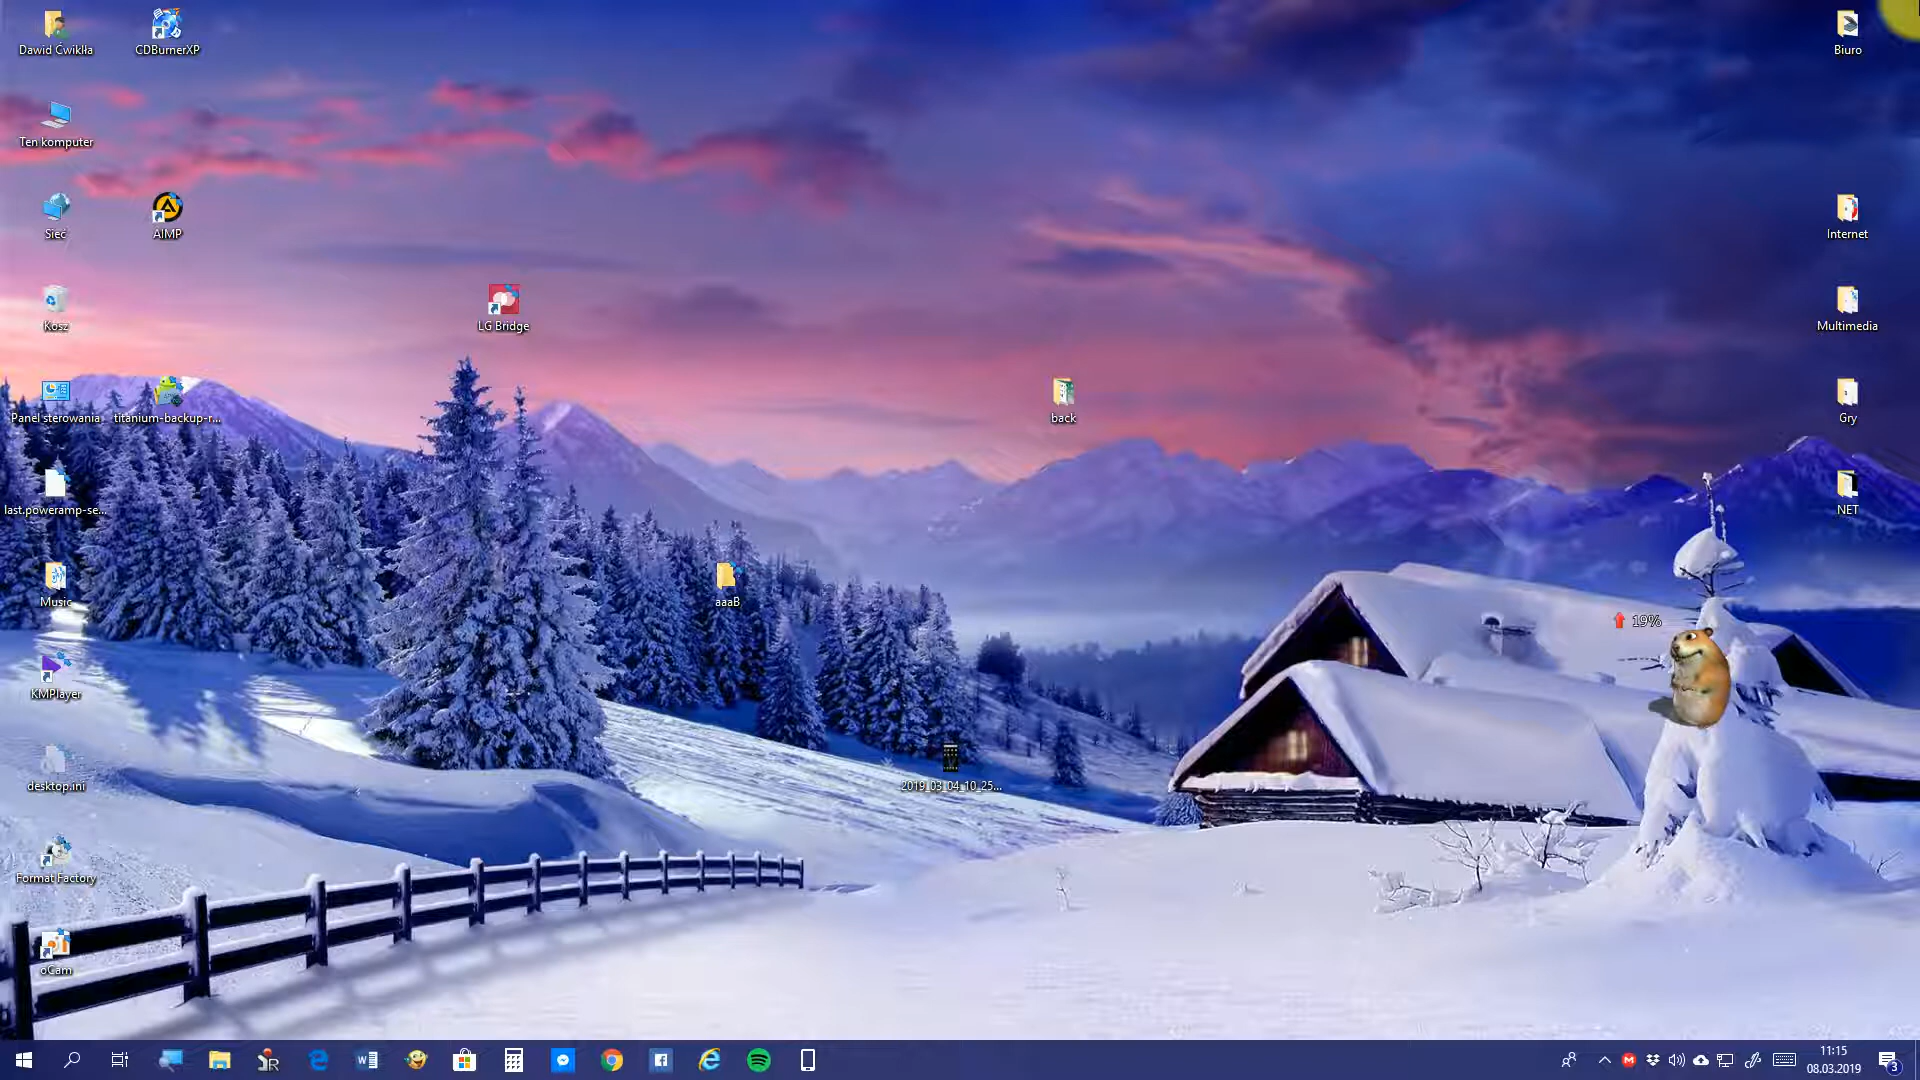 Dawid Ćwikłła
CDBurnerXP
Biuro
Ten komputer
Sieć
AIMP
Internet
Kosz
LG Bridge
Multimedia
Panel sterowania
titanium-backup-r...
back
Gry
last.poweramp-se...
NET
Music
aaaB
19%
KMPlayer
desktop.ini
2019_03_04_10_25...
Format Factory
oCam
11:15
08.03.2019
3